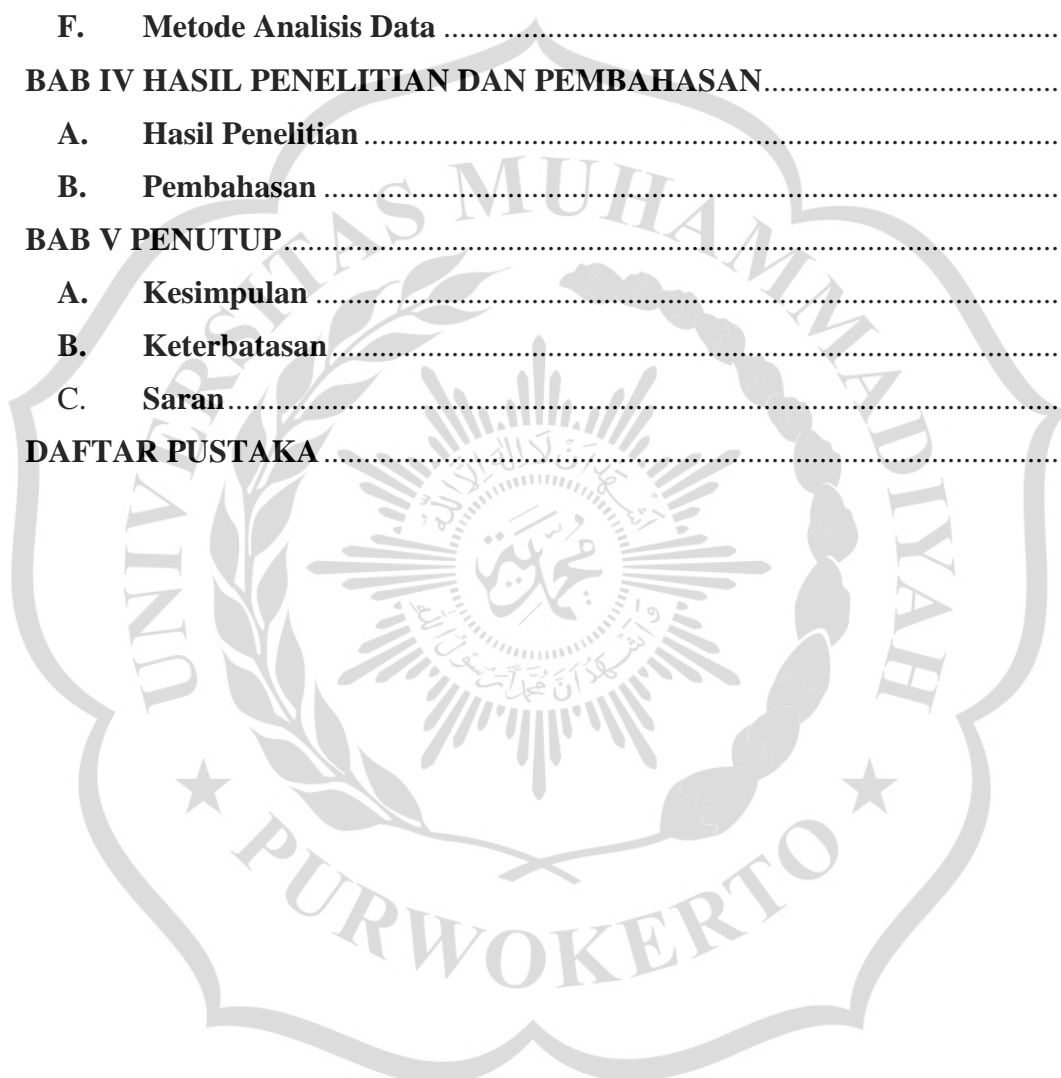 F. Metode Analisis Data ................................................................................
BAB IV HASIL PENELITIAN DAN PEMBAHASAN.....................................
A. Hasil Penelitian .......................................................................................
B. Pembahasan ............................................................................................
BAB V PENUTUP.................................................................................................
A. Kesimpulan .............................................................................................
B. Keterbatasan ...........................................................................................
C. Saran........................................................................................................
DAFTAR PUSTAKA ............................................................................................
UNIVERSITAS MUHAMMADIYAH
PURWOKERTO